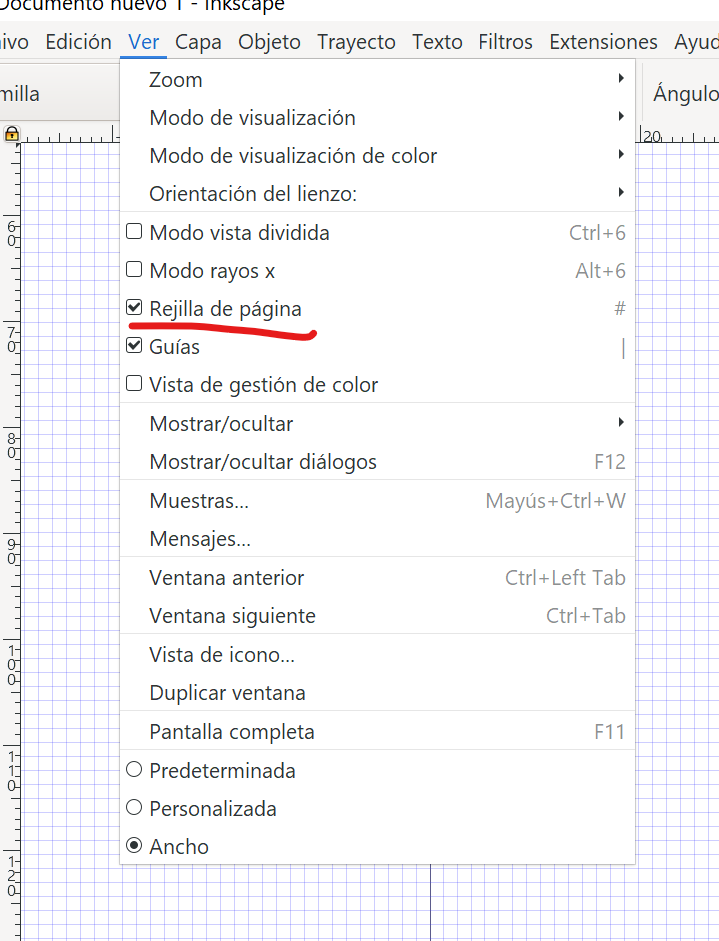 Documento nuevo 1 - Inkscape
ivo Edición Ver Capa Objeto Trayecto Texto Filtros Extensiones Ayud
milla
Ángulo
20
Zoom
Modo de visualización
Modo de visualización de color
Orientación del lienzo:
Modo vista dividida Ctrl+6
Modo rayos x Alt+6
Rejilla de página #
Guías |
Vista de gestión de color
Mostrar/ocultar
Mostrar/ocultar diálogos F12
Muestras... Mayús+Ctrl+W
Mensajes...
Ventana anterior Ctrl+Left Tab
Ventana siguiente Ctrl+Tab
Vista de icono...
Duplicar ventana
Pantalla completa F11
Predeterminada
Personalizada
Ancho
60
70
80
90
100
110
120